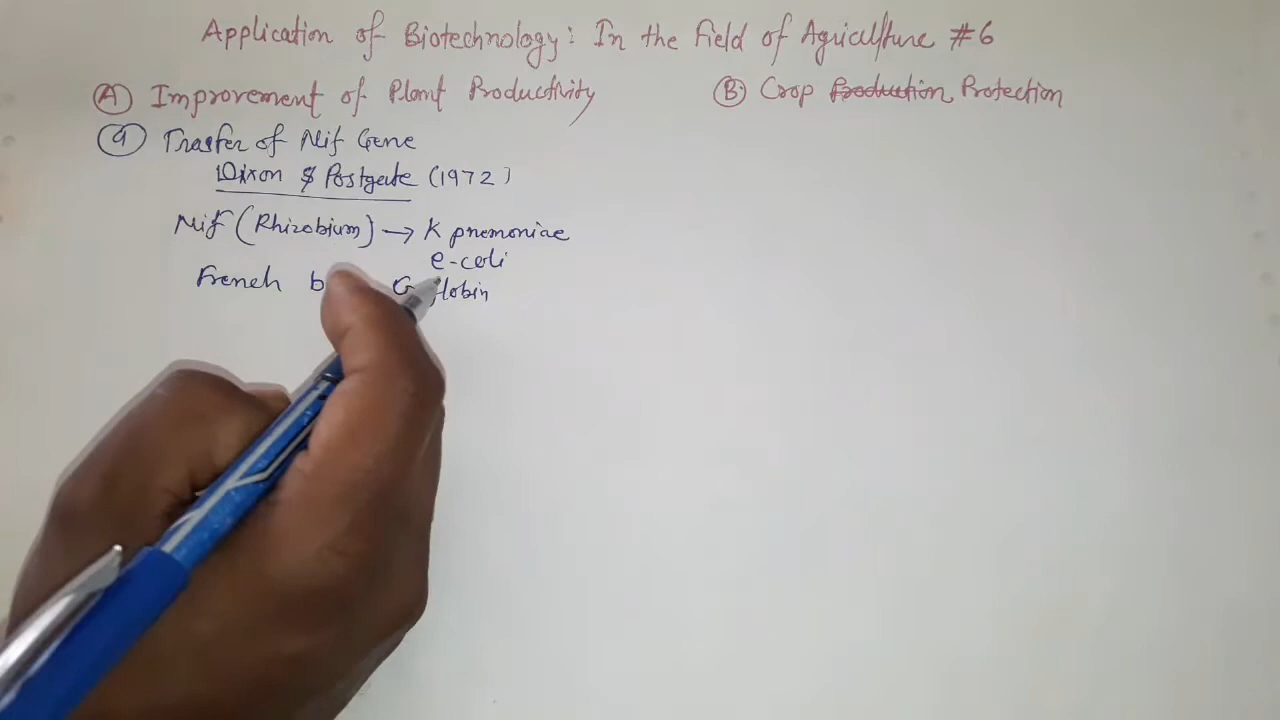 Application of Biotechnology: In the Field of Agriculture #6
(A) Improvement of Plant Productivity
(B) Crop Production Protection
(a) Trasfer of Nif Gene
Dixon & Postgate (1972)
Nif (Rhizobium) → K pnemoniae
e-coli
French b G flobin